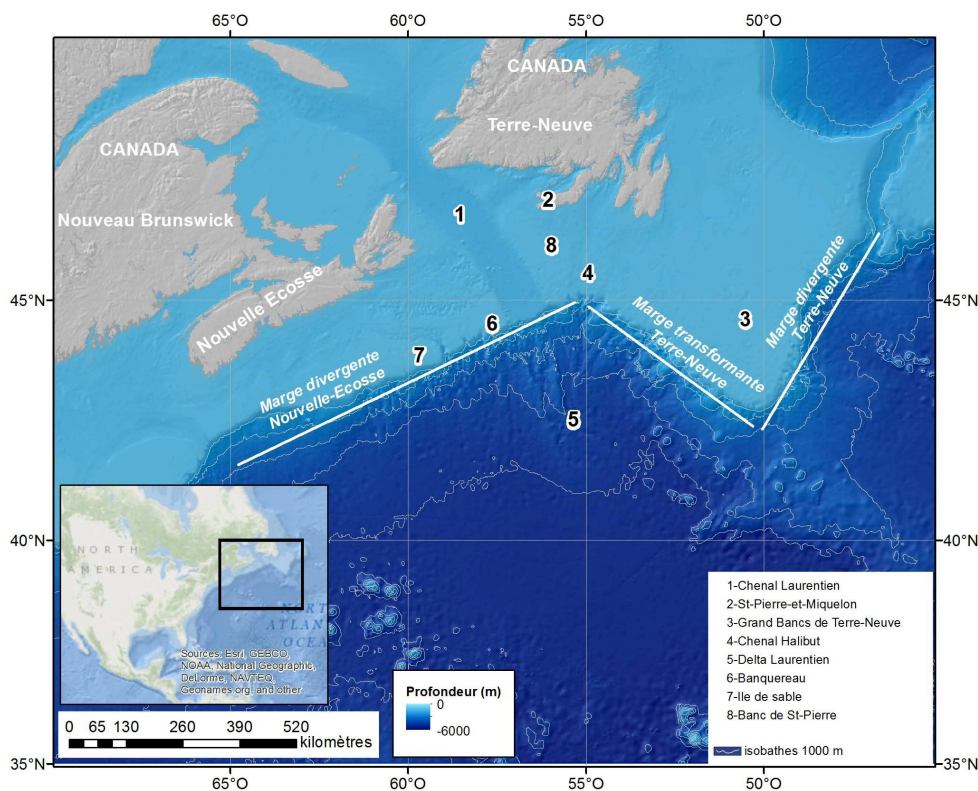 65°O 60°O 55°O 50°O
CANADA
Terre-Neuve
CANADA
Nouveau Brunswick
Nouvelle Ecosse
1
2
8
4
3
6
7
5
Marge divergente
Nouvelle-Ecosse
Marge transformante
Terre-Neuve
Marge divergente
Terre-Neuve
45°N 45°N
40°N 40°N
35°N 35°N
NORTH
AMERICA
NORTH
ATLANTIC
OCEAN
Sources: Esri, GEBCO,
NOAA, National Geographic,
DeLorme, NAVTEQ,
Geonames.org, and other
0 65 130 260 390 520
kilomètres
Profondeur (m)
0
-6000
1-Chenal Laurentien
2-St-Pierre-et-Miquelon
3-Grand Bancs de Terre-Neuve
4-Chenal Halibut
5-Delta Laurentien
6-Banquereau
7-Ile de sable
8-Banc de St-Pierre
isobathes 1000 m
65°O 60°O 55°O 50°O